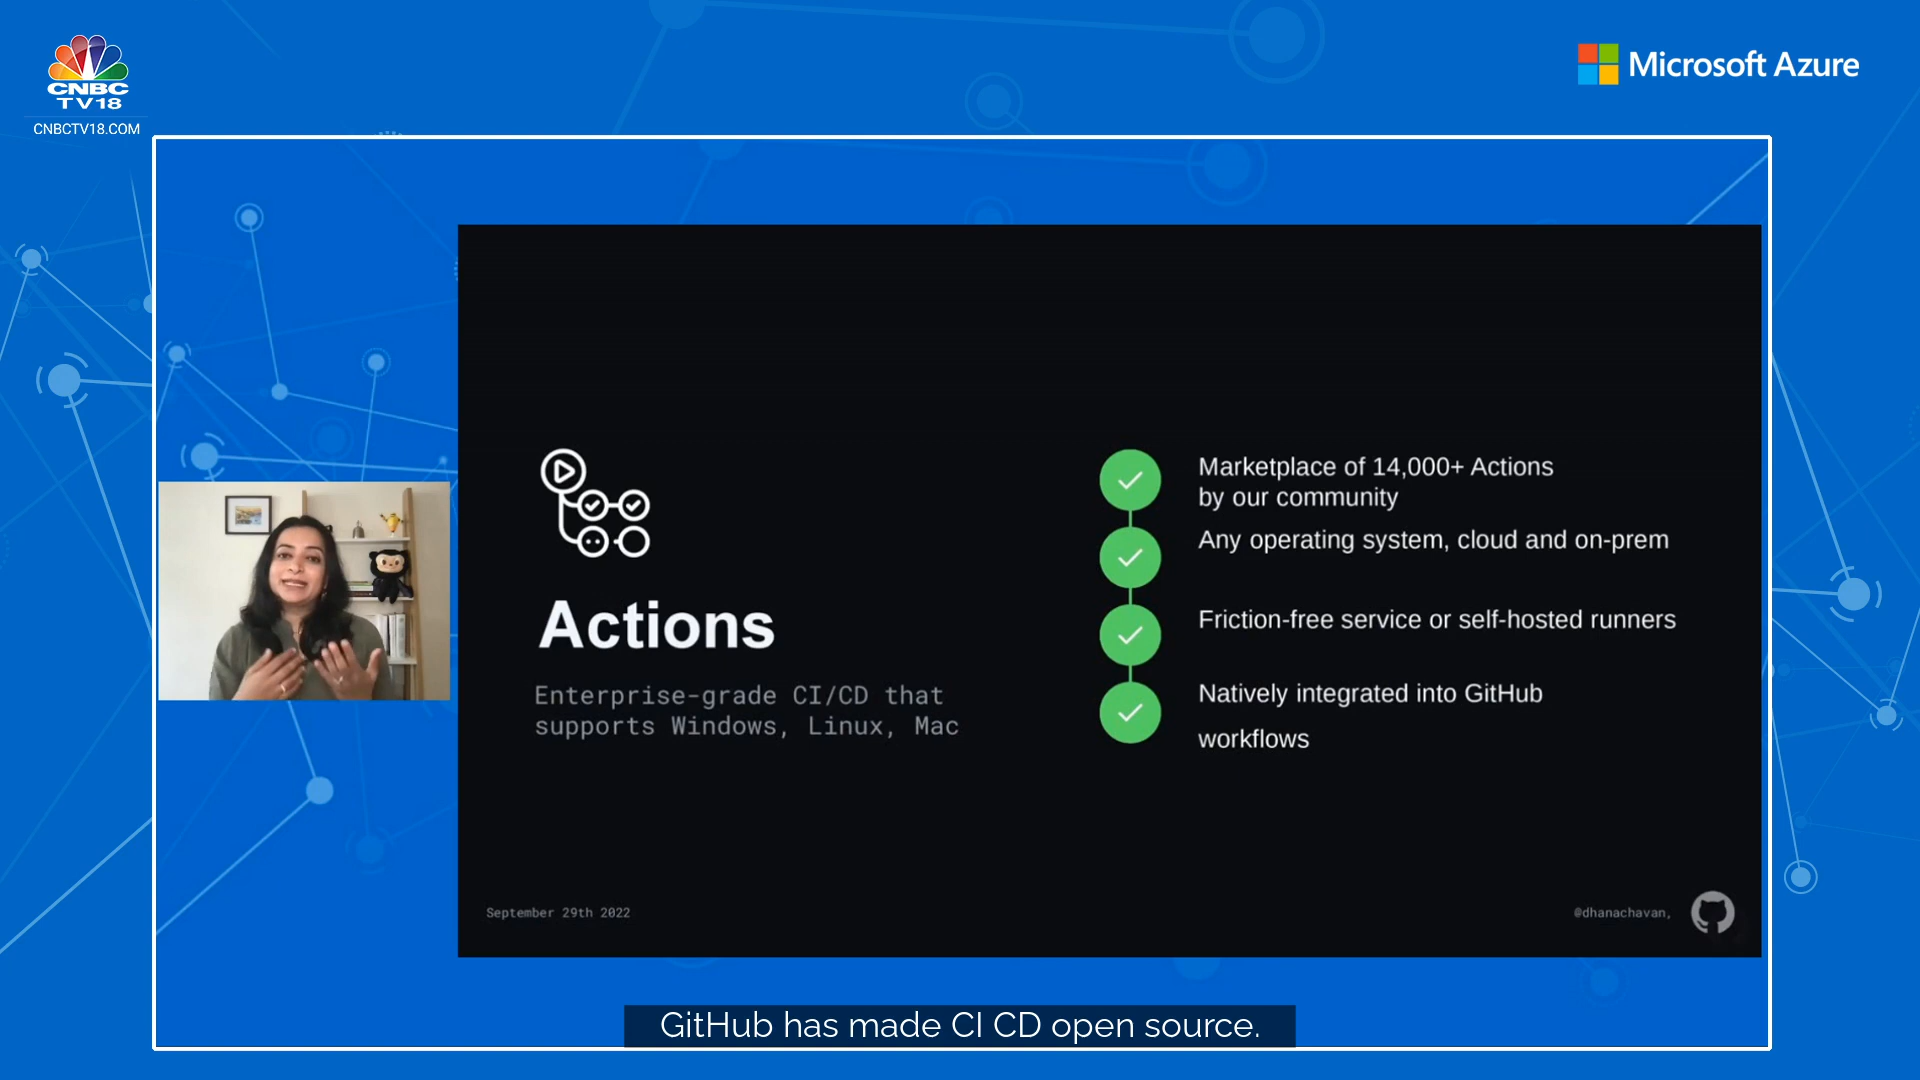 CNBC
TV18
CNBCTV18.COM
Microsoft Azure
Actions
Enterprise-grade CI/CD that
supports Windows, Linux, Mac
Marketplace of 14,000+ Actions
by our community
Any operating system, cloud and on-prem
Friction-free service or self-hosted runners
Natively integrated into GitHub
workflows
September 29th 2022
@dhanachavan,
GitHub has made CI CD open source.